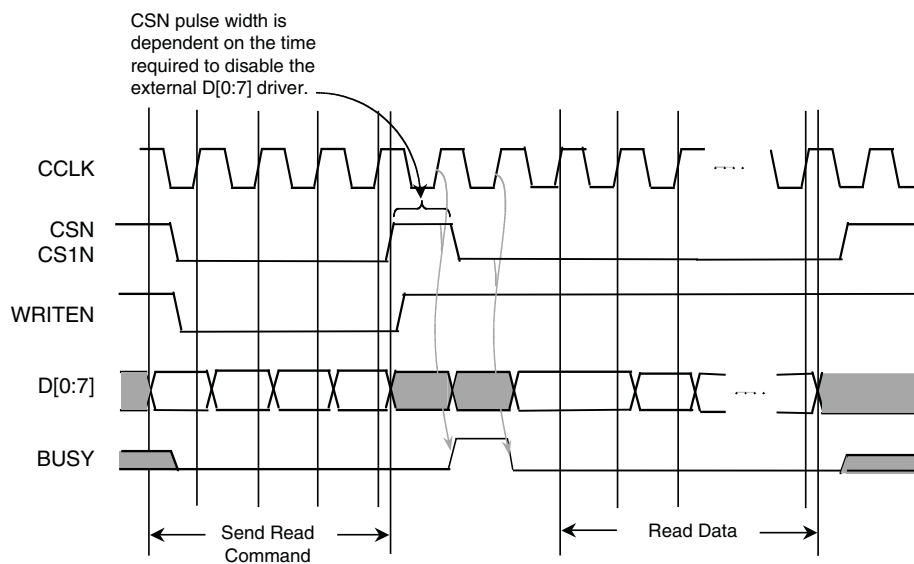 CSN pulse width is
dependent on the time
required to disable the
external D[0:7] driver.
CCLK
CSN
CS1N
WRITEN
D[0:7]
BUSY
Send Read
Command
Read Data